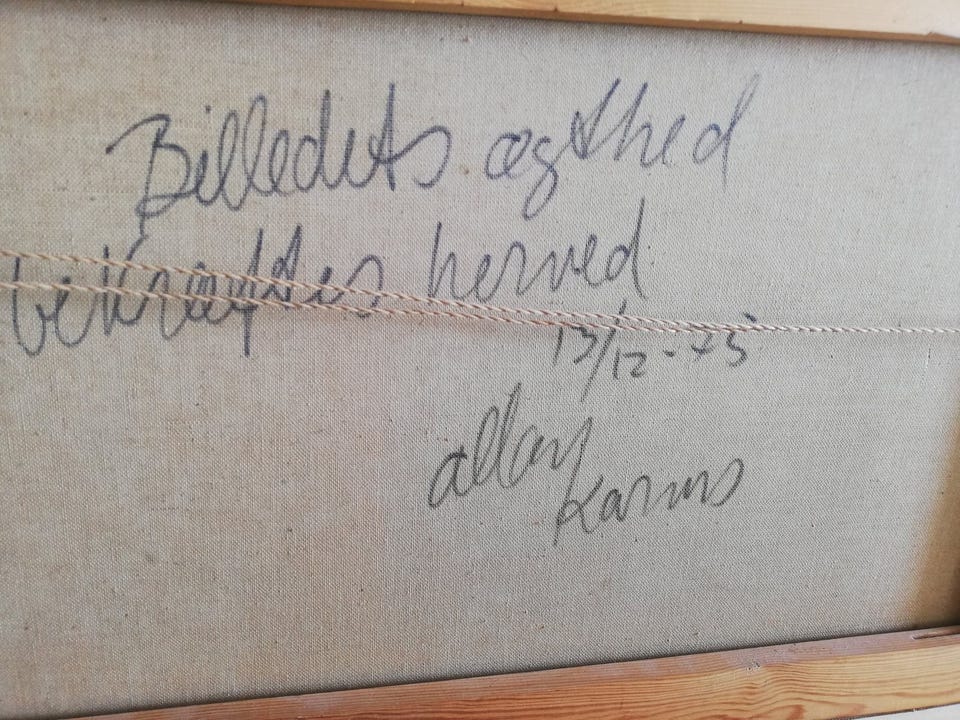 Billedets ægthed
bekræftes herved
13/12-75
allan
Karms